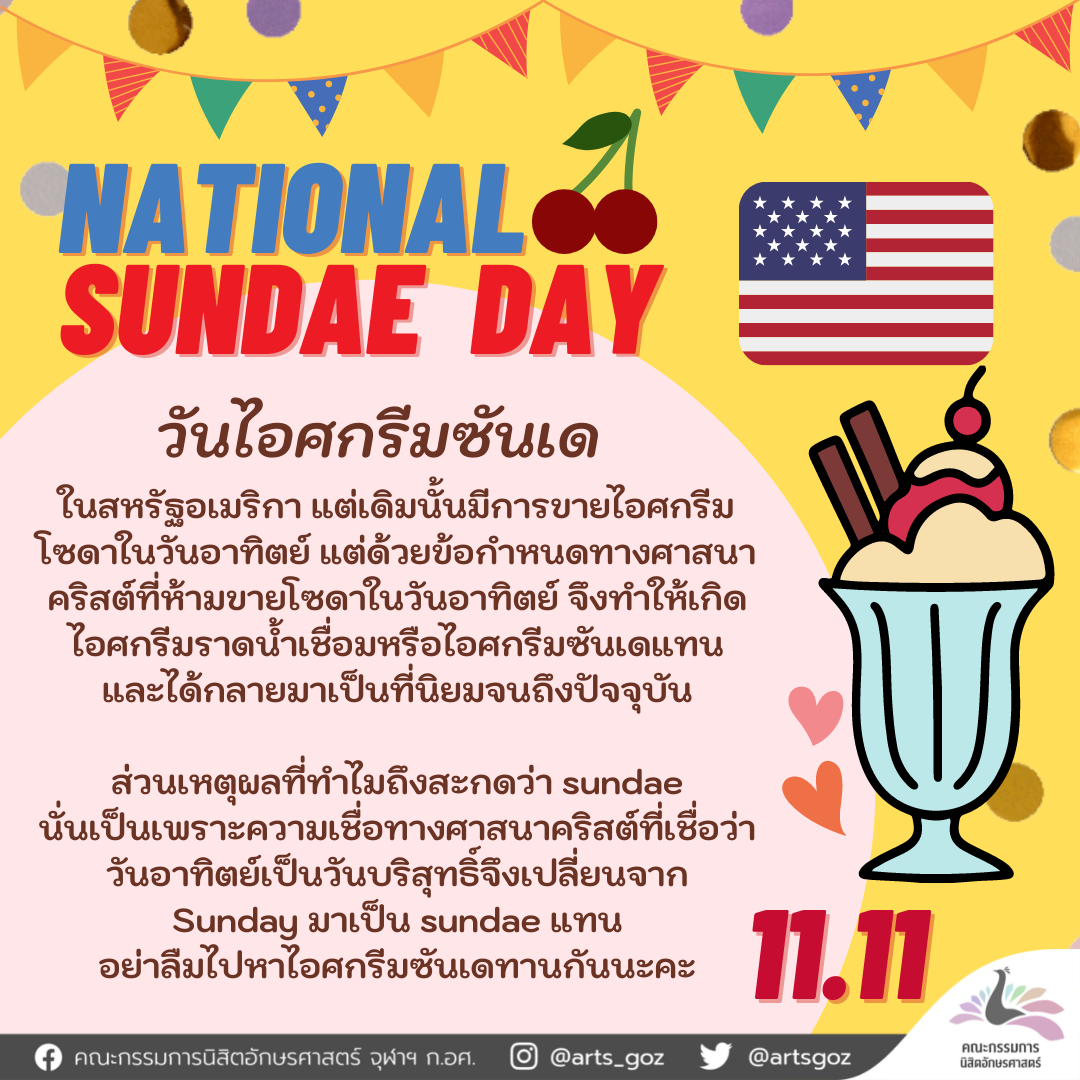 NATIONAL
SUNDAE DAY
วันไอศกรีมซันเด
ในสหรัฐอเมริกา แต่เดิมนั้นมีการขายไอศกรีม
โซดาในวันอาทิตย์ แต่ด้วยข้อกำหนดทางศาสนา
คริสต์ที่ห้ามขายโซดาในวันอาทิตย์ จึงทำให้เกิด
ไอศกรีมราดน้ำเชื่อมหรือไอศกรีมซันเดแทน
และได้กลายมาเป็นที่นิยมจนถึงปัจจุบัน
ส่วนเหตุผลที่ทำไมถึงสะกดว่า sundae
นั่นเป็นเพราะความเชื่อทางศาสนาคริสต์ที่เชื่อว่า
วันอาทิตย์เป็นวันบริสุทธิ์จึงเปลี่ยนจาก
Sunday มาเป็น sundae แทน
อย่าลืมไปหาไอศกรีมซันเดทานกันนะคะ
11.11
คณะกรรมการนิสิตอักษรศาสตร์ จุฬาฯ ก.อศ. @arts_goz @artsgoz
คณะกรรมการ
นิสิตอักษรศาสตร์